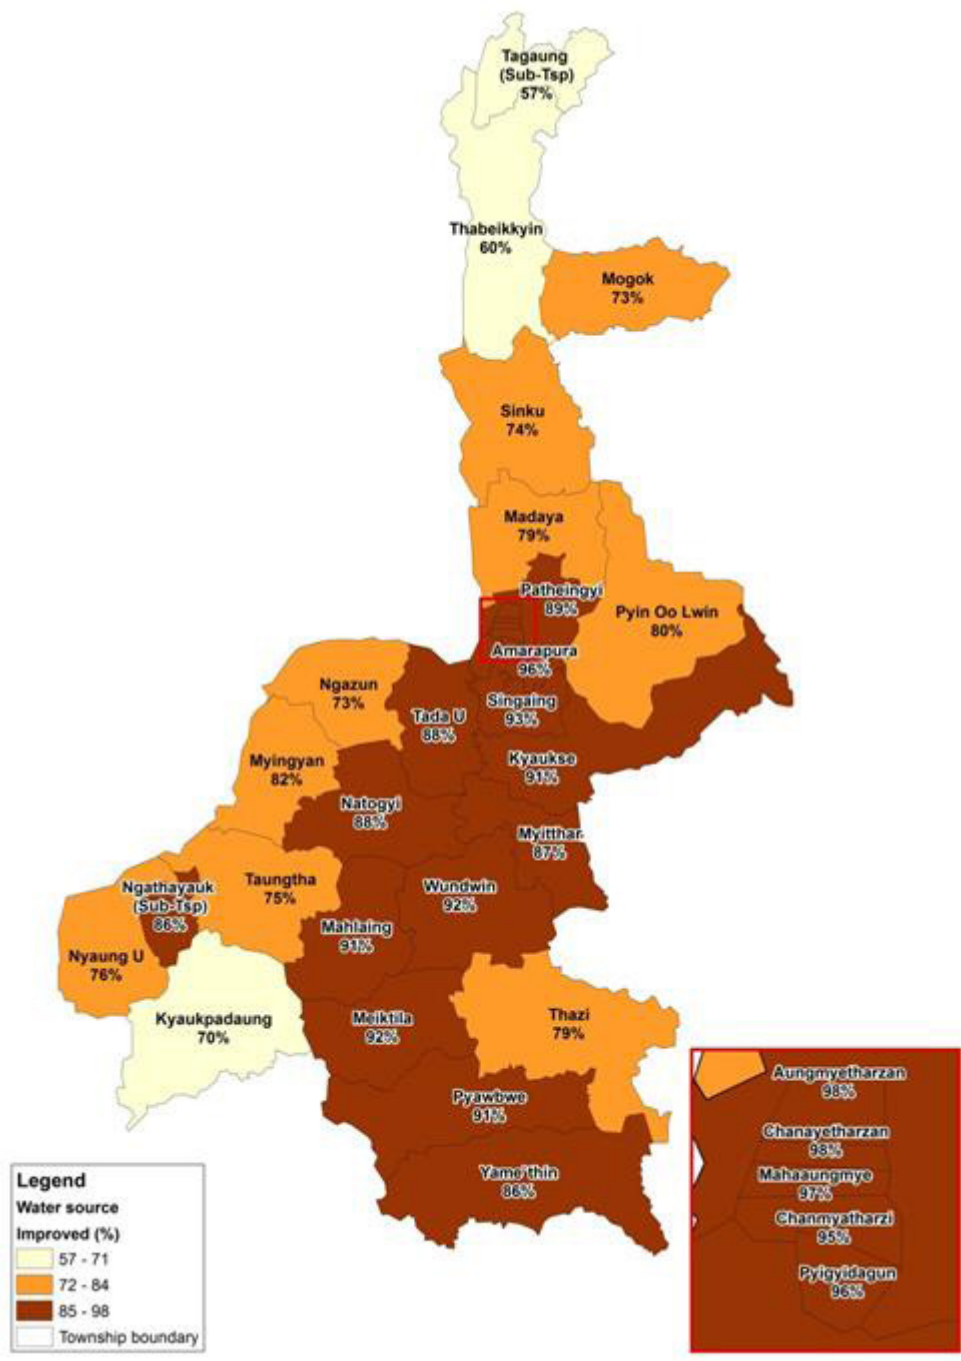 Tagaung
(Sub-Tsp)
57%
Thabeikkyin
60%
Mogok
73%
Sinku
74%
Madaya
79%
Patheingyi
89%
Pyin Oo Lwin
80%
Amarapura
96%
Ngazun
73%
Tada U
88%
Singaing
93%
Myingyan
82%
Kyaukse
91%
Natogyi
88%
Myitthar
87%
Ngathayauk
(Sub-Tsp)
86%
Taungtha
75%
Wundwin
92%
Mahlaing
91%
Nyaung U
76%
Kyaukpadaung
70%
Meiktila
92%
Thazi
79%
Pyawbwe
91%
Yame'thin
86%
Aungmyetharzan
98%
Chanayetharzan
98%
Mahaaungmye
97%
Chanmyatharzi
95%
Pyigyidagun
96%
Legend
Water source
Improved (%)
57 - 71
72 - 84
85 - 98
Township boundary